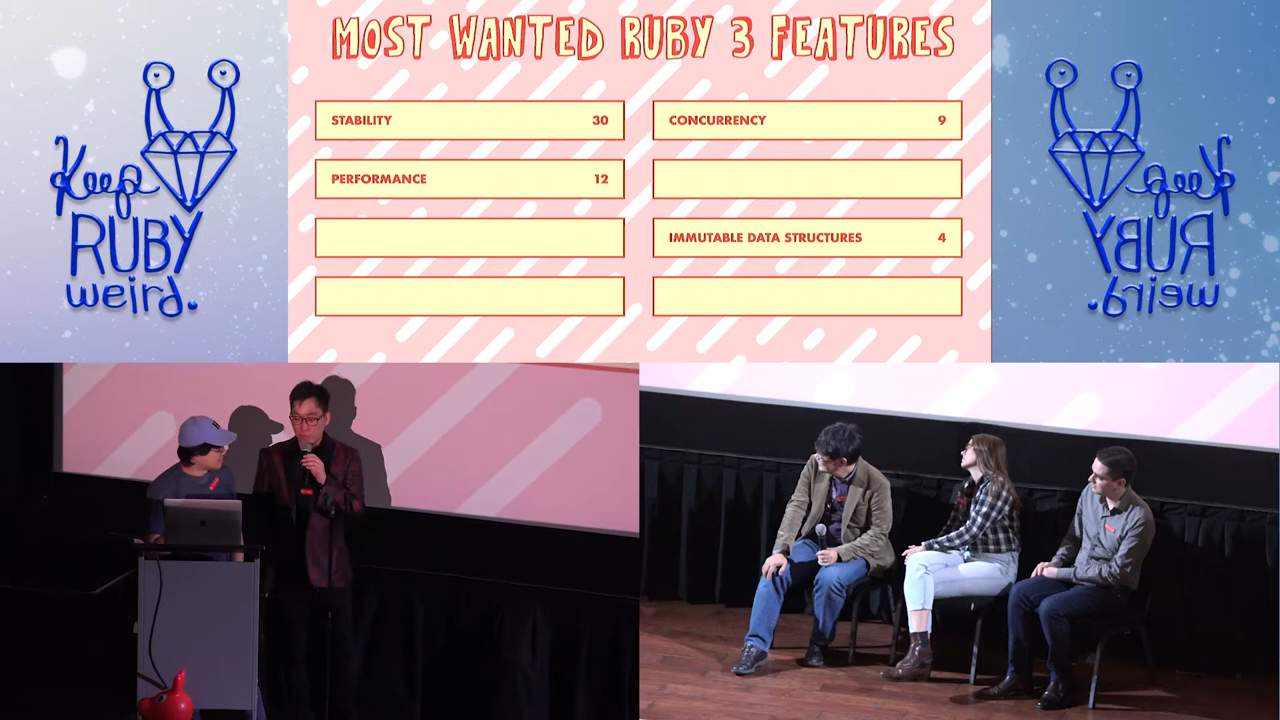 MOST WANTED RUBY 3 FEATURES
STABILITY 30
CONCURRENCY 9
PERFORMANCE 12
IMMUTABLE DATA STRUCTURES 4
Keep
RUBY
weird.
Keep
RUBY
weird.